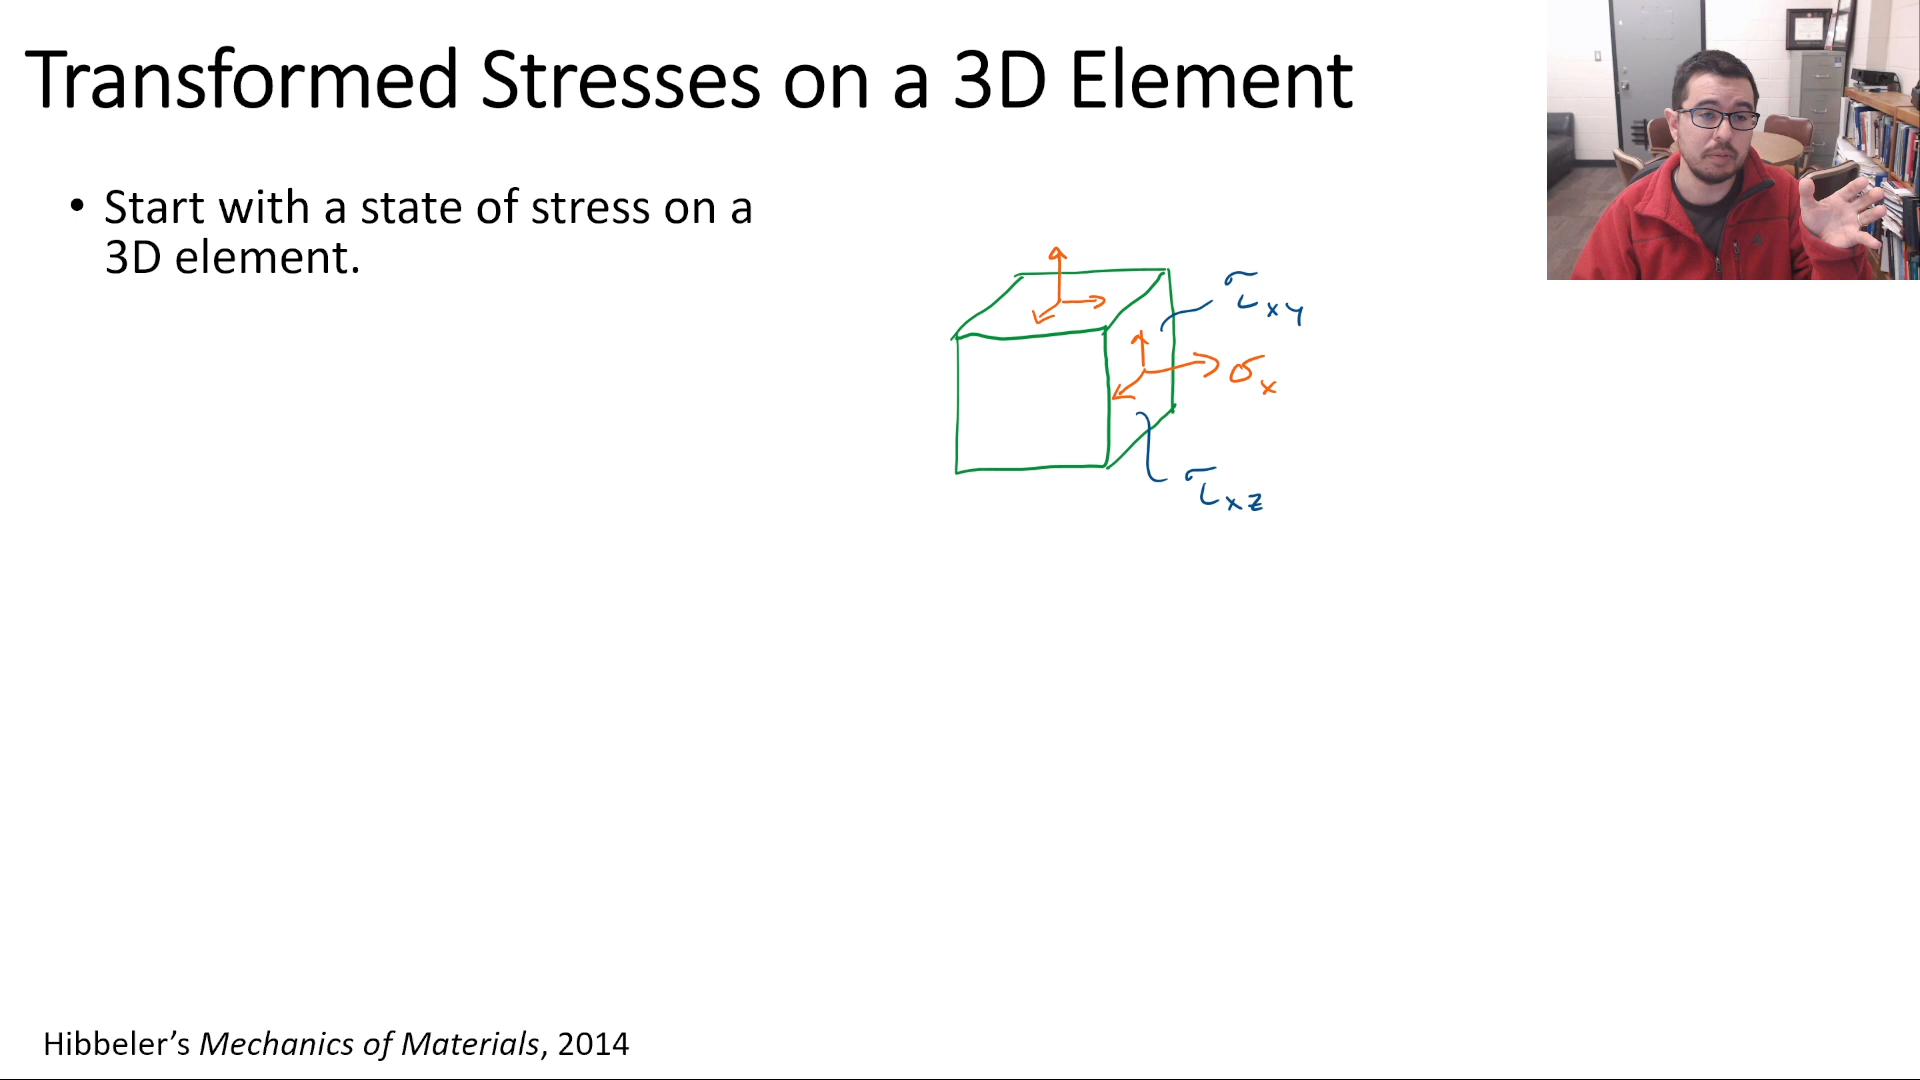 Transformed Stresses on a 3D Element
• Start with a state of stress on a
3D element.
τxy
σx
τxz
Hibbeler’s Mechanics of Materials, 2014